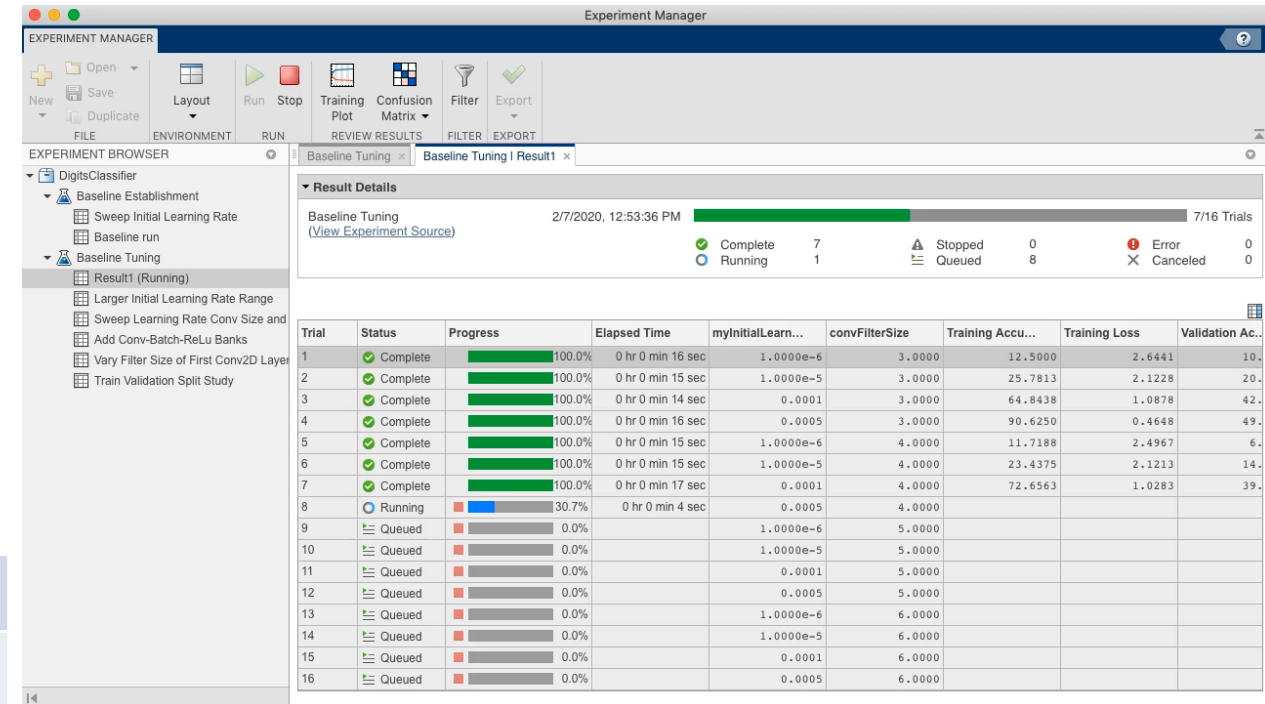 Experiment Manager
EXPERIMENT MANAGER
?
New
Open
Save
Duplicate
Layout
Run
Stop
Training Plot
Confusion Matrix
Filter
Export
FILE
ENVIRONMENT
RUN
REVIEW RESULTS
FILTER
EXPORT
EXPERIMENT BROWSER
DigitsClassifier
Baseline Establishment
Sweep Initial Learning Rate
Baseline run
Baseline Tuning
Result1 (Running)
Larger Initial Learning Rate Range
Sweep Learning Rate Conv Size and
Add Conv-Batch-ReLu Banks
Vary Filter Size of First Conv2D Layer
Train Validation Split Study
Baseline Tuning × Baseline Tuning | Result1 ×
Result Details
Baseline Tuning 2/7/2020, 12:53:36 PM 7/16 Trials
(View Experiment Source)
Complete 7 Stopped 0 Error 0
Running 1 Queued 8 Canceled 0
Trial Status Progress Elapsed Time myInitialLearn... convFilterSize Training Accu... Training Loss Validation Ac..
1 Complete 100.0% 0 hr 0 min 16 sec 1.0000e-6 3.0000 12.5000 2.6441 10.
2 Complete 100.0% 0 hr 0 min 15 sec 1.0000e-5 3.0000 25.7813 2.1228 20.
3 Complete 100.0% 0 hr 0 min 14 sec 0.0001 3.0000 64.8438 1.0878 42.
4 Complete 100.0% 0 hr 0 min 16 sec 0.0005 3.0000 90.6250 0.4648 49.
5 Complete 100.0% 0 hr 0 min 15 sec 1.0000e-6 4.0000 11.7188 2.4967 6.
6 Complete 100.0% 0 hr 0 min 15 sec 1.0000e-5 4.0000 23.4375 2.1213 14.
7 Complete 100.0% 0 hr 0 min 17 sec 0.0001 4.0000 72.6563 1.0283 39.
8 Running 30.7% 0 hr 0 min 4 sec 0.0005 4.0000
9 Queued 0.0% 1.0000e-6 5.0000
10 Queued 0.0% 1.0000e-5 5.0000
11 Queued 0.0% 0.0001 5.0000
12 Queued 0.0% 0.0005 5.0000
13 Queued 0.0% 1.0000e-6 6.0000
14 Queued 0.0% 1.0000e-5 6.0000
15 Queued 0.0% 0.0001 6.0000
16 Queued 0.0% 0.0005 6.0000